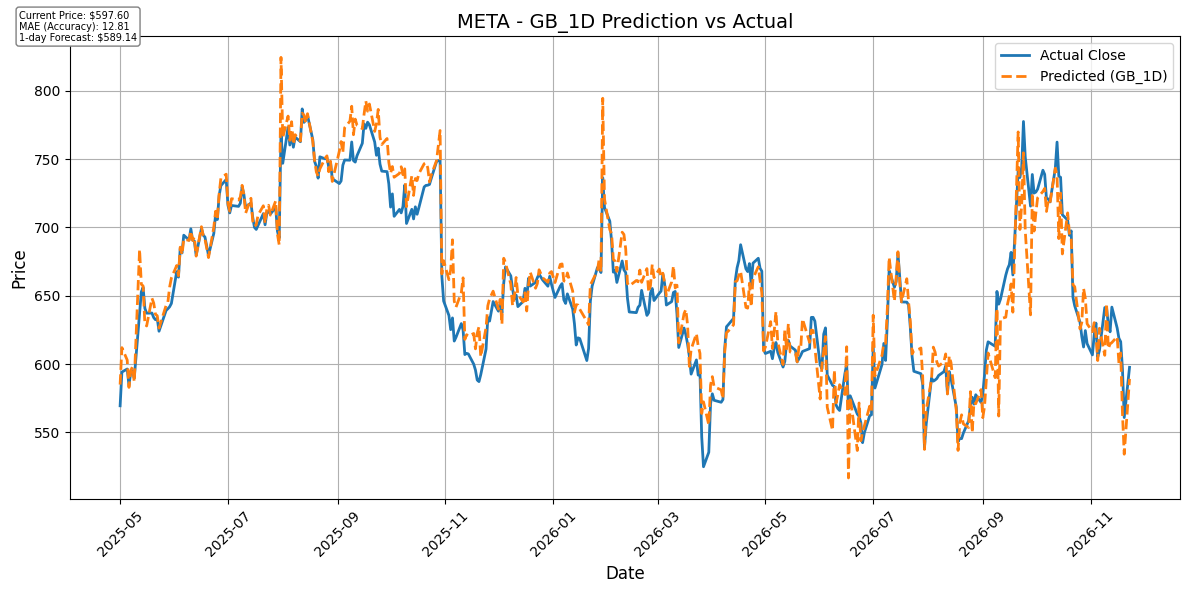 Current Price: $597.60
MAE (Accuracy): 12.81
1-day Forecast: $589.14
META - GB_1D Prediction vs Actual
Actual Close
Predicted (GB_1D)
Price
800
750
700
650
600
550
2025-05
2025-07
2025-09
2025-11
2026-01
2026-03
2026-05
2026-07
2026-09
2026-11
Date